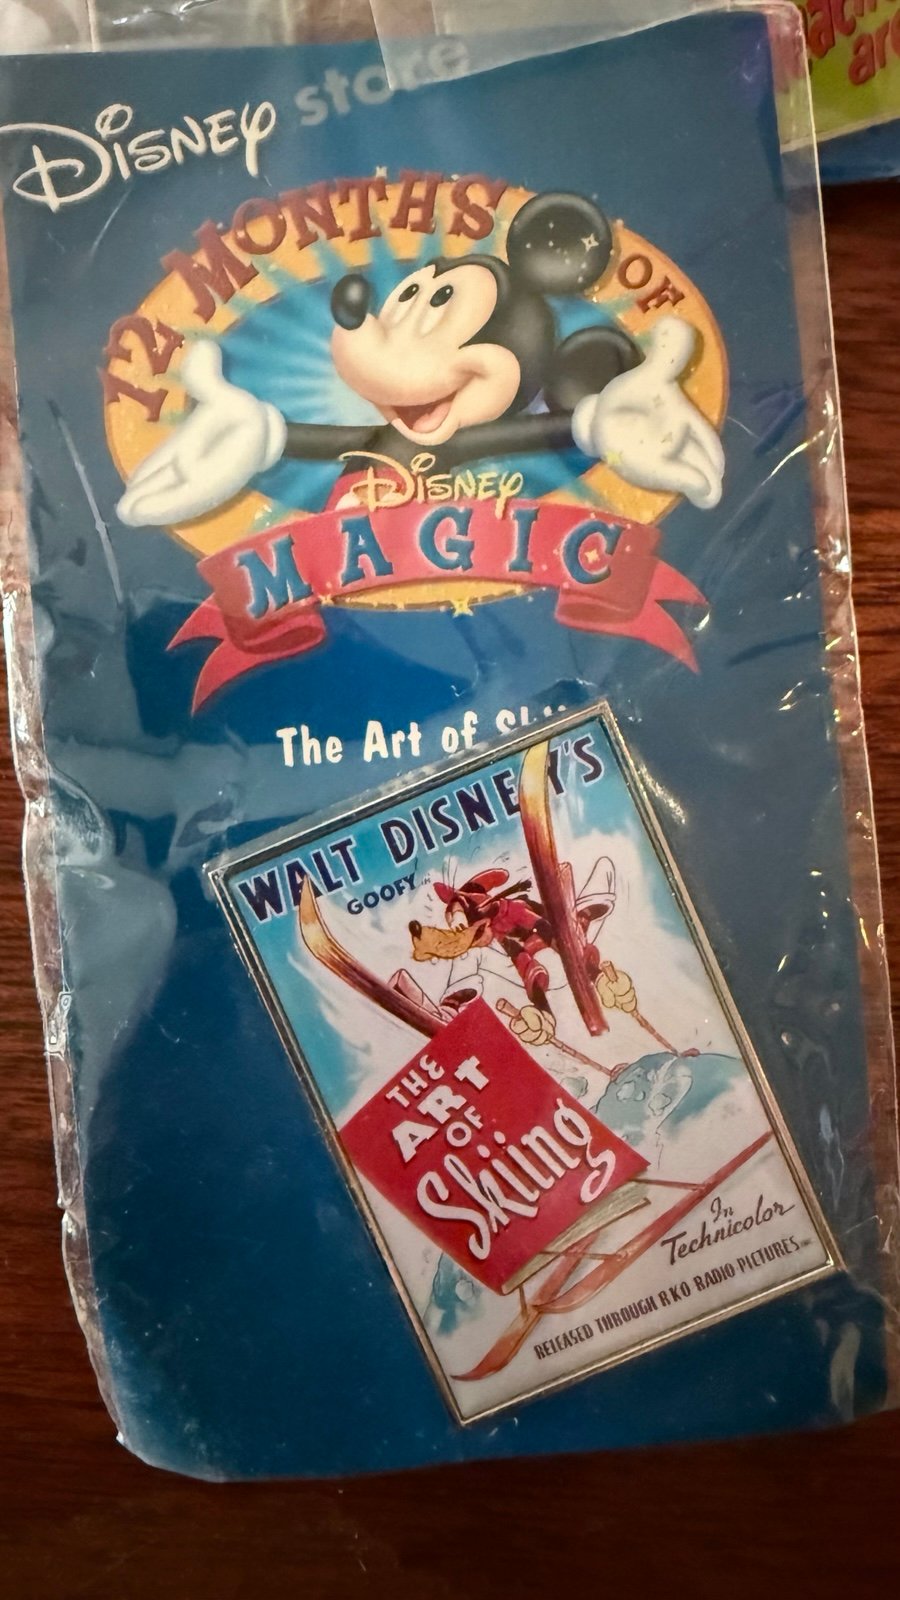 Disney store
12 MONTHS OF
Disney
MAGIC
The Art of
WALT DISNEY'S
GOOFY in
THE
ART
OF
Skiing
In
Technicolor
RELEASED THROUGH RKO RADIO PICTURES